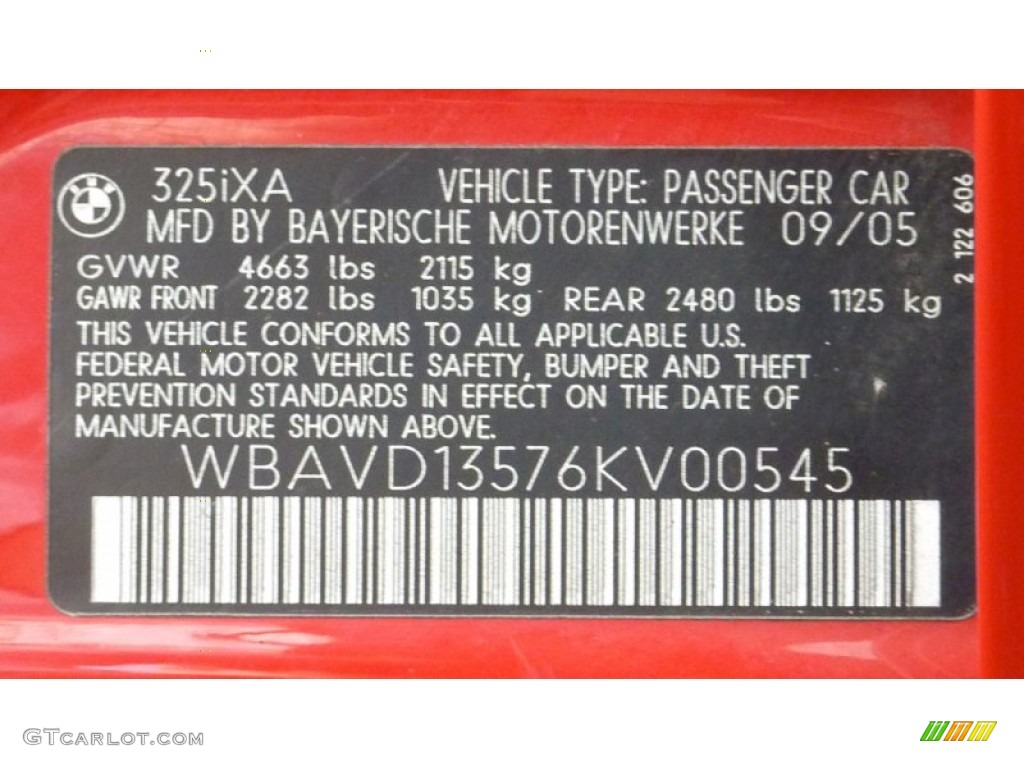 325iXA VEHICLE TYPE: PASSENGER CAR
MFD BY BAYERISCHE MOTORENWERKE 09/05
GVWR 4663 lbs 2115 kg
GAWR FRONT 2282 lbs 1035 kg REAR 2480 lbs 1125 kg
THIS VEHICLE CONFORMS TO ALL APPLICABLE U.S.
FEDERAL MOTOR VEHICLE SAFETY, BUMPER AND THEFT
PREVENTION STANDARDS IN EFFECT ON THE DATE OF
MANUFACTURE SHOWN ABOVE.
WBAVD13576KV00545
2 122 606
GTCARLOT.COM